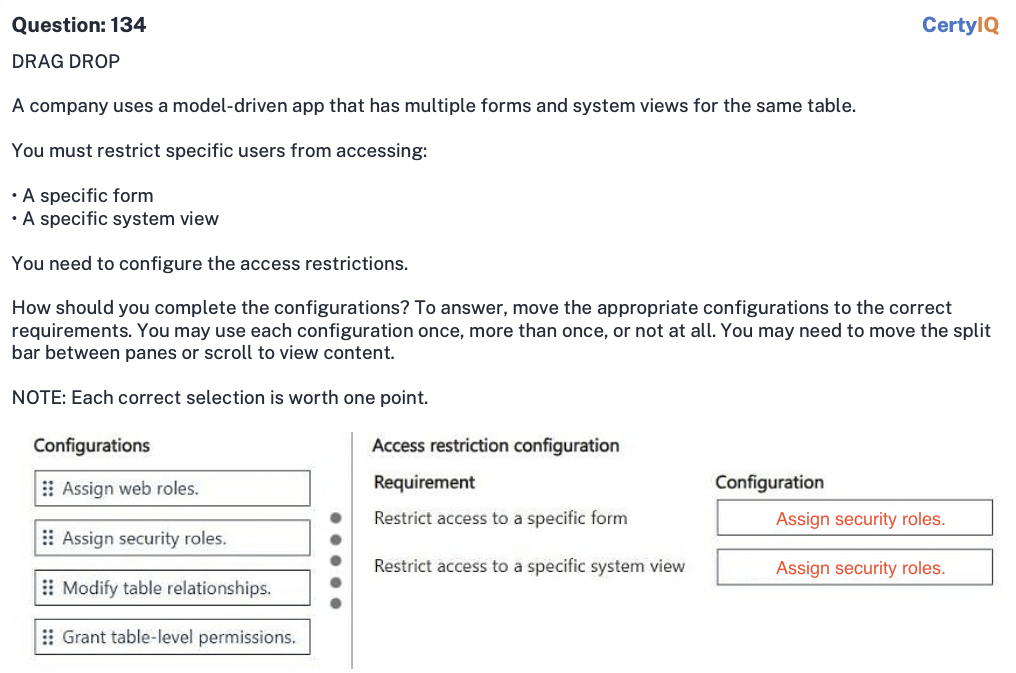 Question: 134
CertyIQ
DRAG DROP
A company uses a model-driven app that has multiple forms and system views for the same table.
You must restrict specific users from accessing:
• A specific form
• A specific system view
You need to configure the access restrictions.
How should you complete the configurations? To answer, move the appropriate configurations to the correct
requirements. You may use each configuration once, more than once, or not at all. You may need to move the split
bar between panes or scroll to view content.
NOTE: Each correct selection is worth one point.
Configurations
Assign web roles.
Assign security roles.
Modify table relationships.
Grant table-level permissions.
Access restriction configuration
Requirement
Configuration
Restrict access to a specific form
Assign security roles.
Restrict access to a specific system view
Assign security roles.